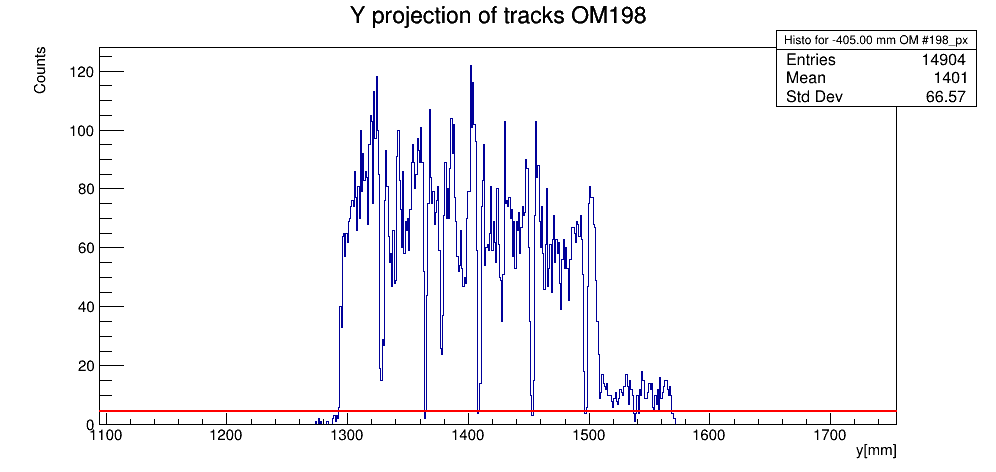 Y projection of tracks OM198
Histo for -405.00 mm OM #198_px
Entries 14904
Mean 1401
Std Dev 66.57
Counts
120
100
80
60
40
20
0
1100 1200 1300 1400 1500 1600 1700
y[mm]